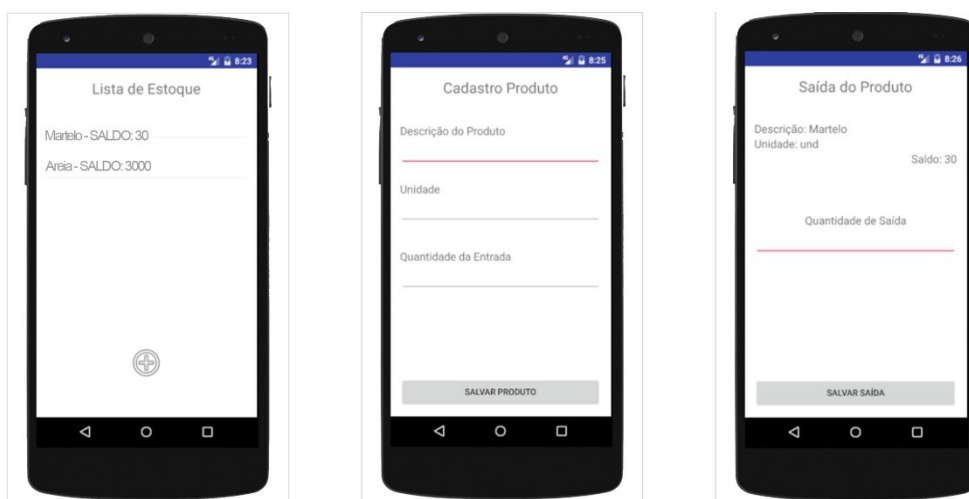 8:23
Lista de Estoque
Martelo - SALDO: 30
Areia - SALDO: 3000
8:25
Cadastro Produto
Descrição do Produto
Unidade
Quantidade da Entrada
SALVAR PRODUTO
8:26
Saída do Produto
Descrição: Martelo
Unidade: und
Saldo: 30
Quantidade de Saída
SALVAR SAÍDA